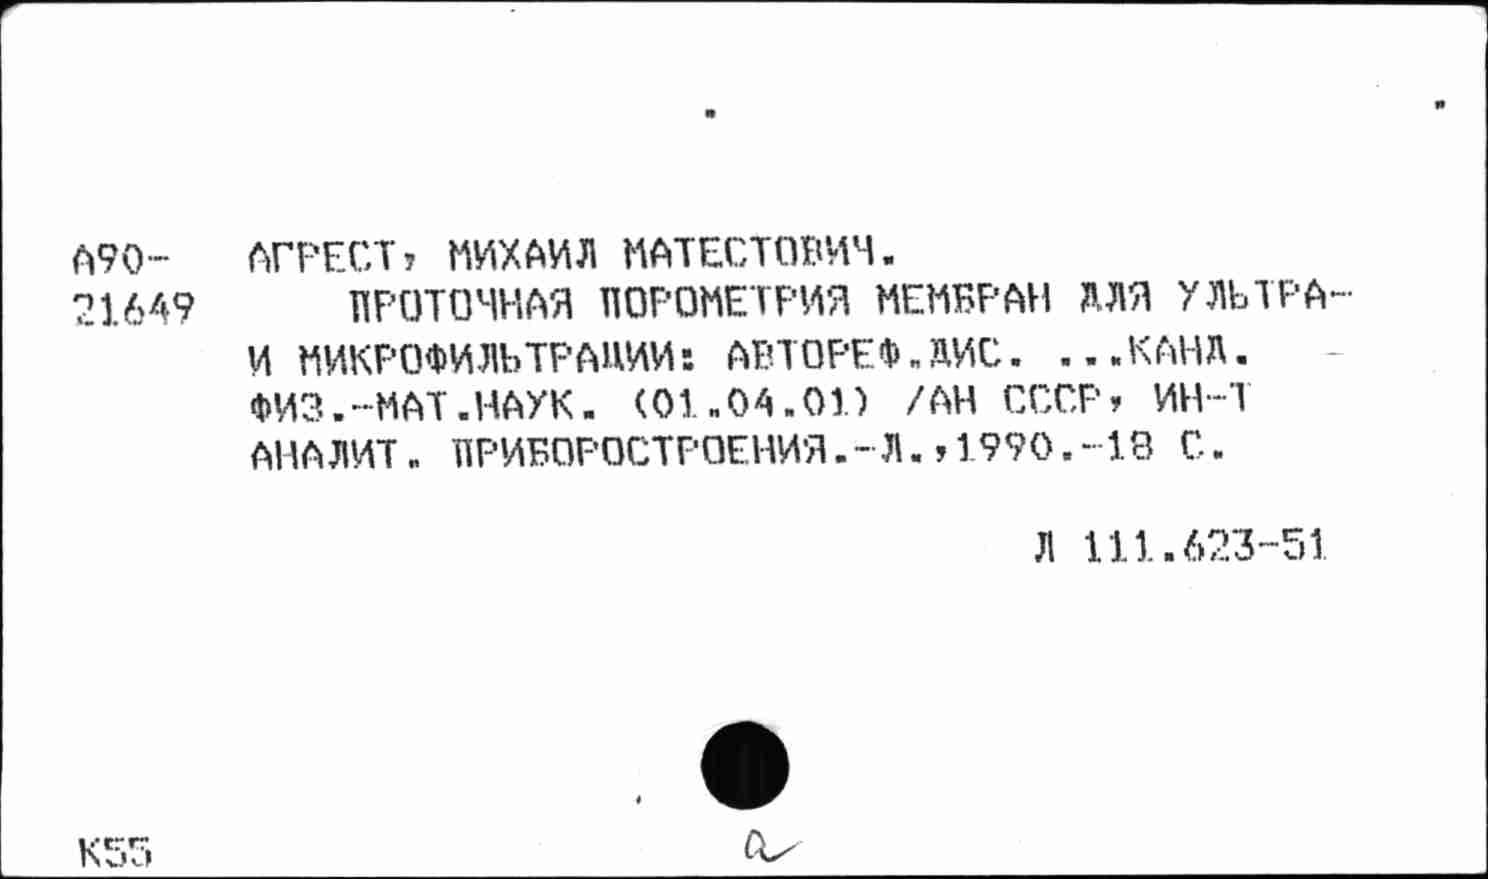 А90- АГРЕСТ, МИХАИЛ МАТЕСТОВИЧ.
21649 ПРОТОЧНАЯ ПОРОМЕТРИЯ МЕМБРАН ДЛЯ УЛЬТРА-
И МИКРОФИЛЬТРАЦИИ: АВТОРЕФ.ДИС. ...КАНД.
ФИЗ.-МАТ.НАУК. (01.04.01) /АН СССР, ИН-Т
АНАЛИТ. ПРИБОРОСТРОЕНИЯ.-Л.,1990.-18 С.
Л 111.623-51
К55
a